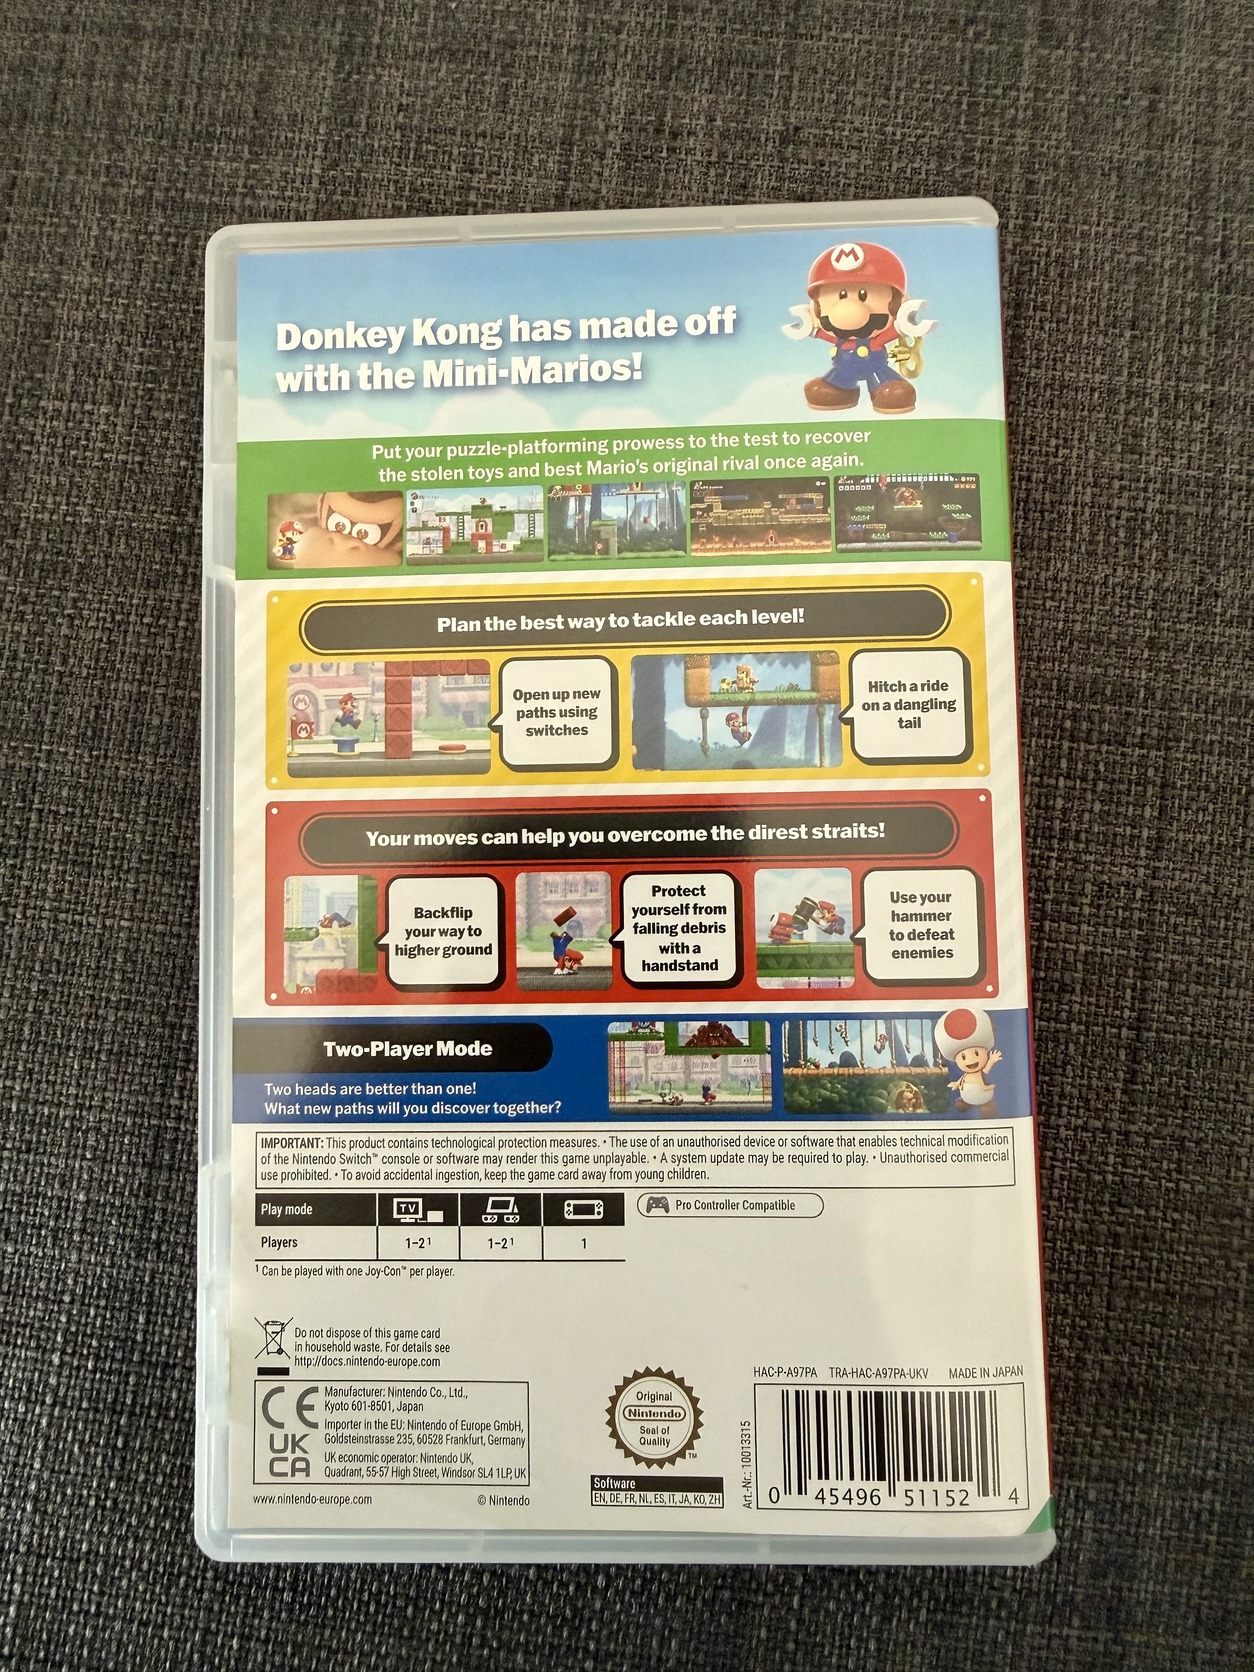 Donkey Kong has made off
with the Mini-Marios!
Put your puzzle-platforming prowess to the test to recover
the stolen toys and best Mario's original rival once again.
Plan the best way to tackle each level!
Open up new
paths using
switches
Hitch a ride
on a dangling
tail
Your moves can help you overcome the direst straits!
Backflip
your way to
higher ground
Protect
yourself from
falling debris
with a
handstand
Use your
hammer
to defeat
enemies
Two-Player Mode
Two heads are better than one!
What new paths will you discover together?
IMPORTANT: This product contains technological protection measures. • The use of an unauthorised device or software that enables technical modification
of the Nintendo Switch™ console or software may render this game unplayable. • A system update may be required to play. • Unauthorised commercial
use prohibited. • To avoid accidental ingestion, keep the game card away from young children.
Play mode TV
Pro Controller Compatible
Players 1–2¹ 1–2¹ 1
¹ Can be played with one Joy-Con™ per player.
Do not dispose of this game card
in household waste. For details see
http://docs.nintendo-europe.com
CE
UK
CA
Manufacturer: Nintendo Co., Ltd.,
Kyoto 601-8501, Japan
Importer in the EU: Nintendo of Europe GmbH,
Goldsteinstrasse 235, 60528 Frankfurt, Germany
UK economic operator: Nintendo UK,
Quadrant, 55-57 High Street, Windsor SL4 1LP, UK
www.nintendo-europe.com © Nintendo
Original
Nintendo
Seal of
Quality
TM
Software
EN, DE, FR, NL, ES, IT, JA, KO, ZH
HAC-P-A97PA TRA-HAC-A97PA-UKV MADE IN JAPAN
Art.-Nr.: 10013315
0 45496 51152 4